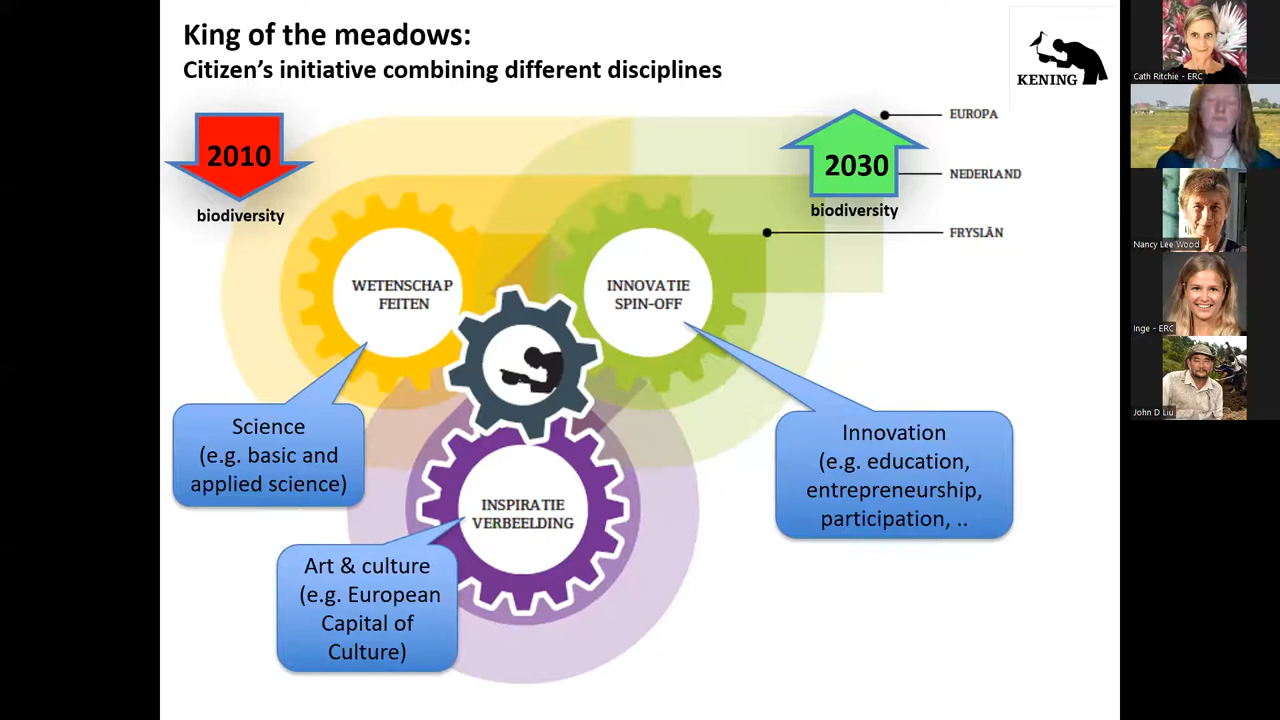 King of the meadows:
Citizen's initiative combining different disciplines
KENING
2010
biodiversity
2030
biodiversity
EUROPA
NEDERLAND
FRYSLÂN
WETENSCHAP
FEITEN
INNOVATIE
SPIN-OFF
Science
(e.g. basic and
applied science)
Innovation
(e.g. education,
entrepreneurship,
participation, ..
INSPIRATIE
VERBEELDING
Art & culture
(e.g. European
Capital of
Culture)
Cath Ritchie - ERC
Nancy Lee Wood
Inge - ERC
John D Liu